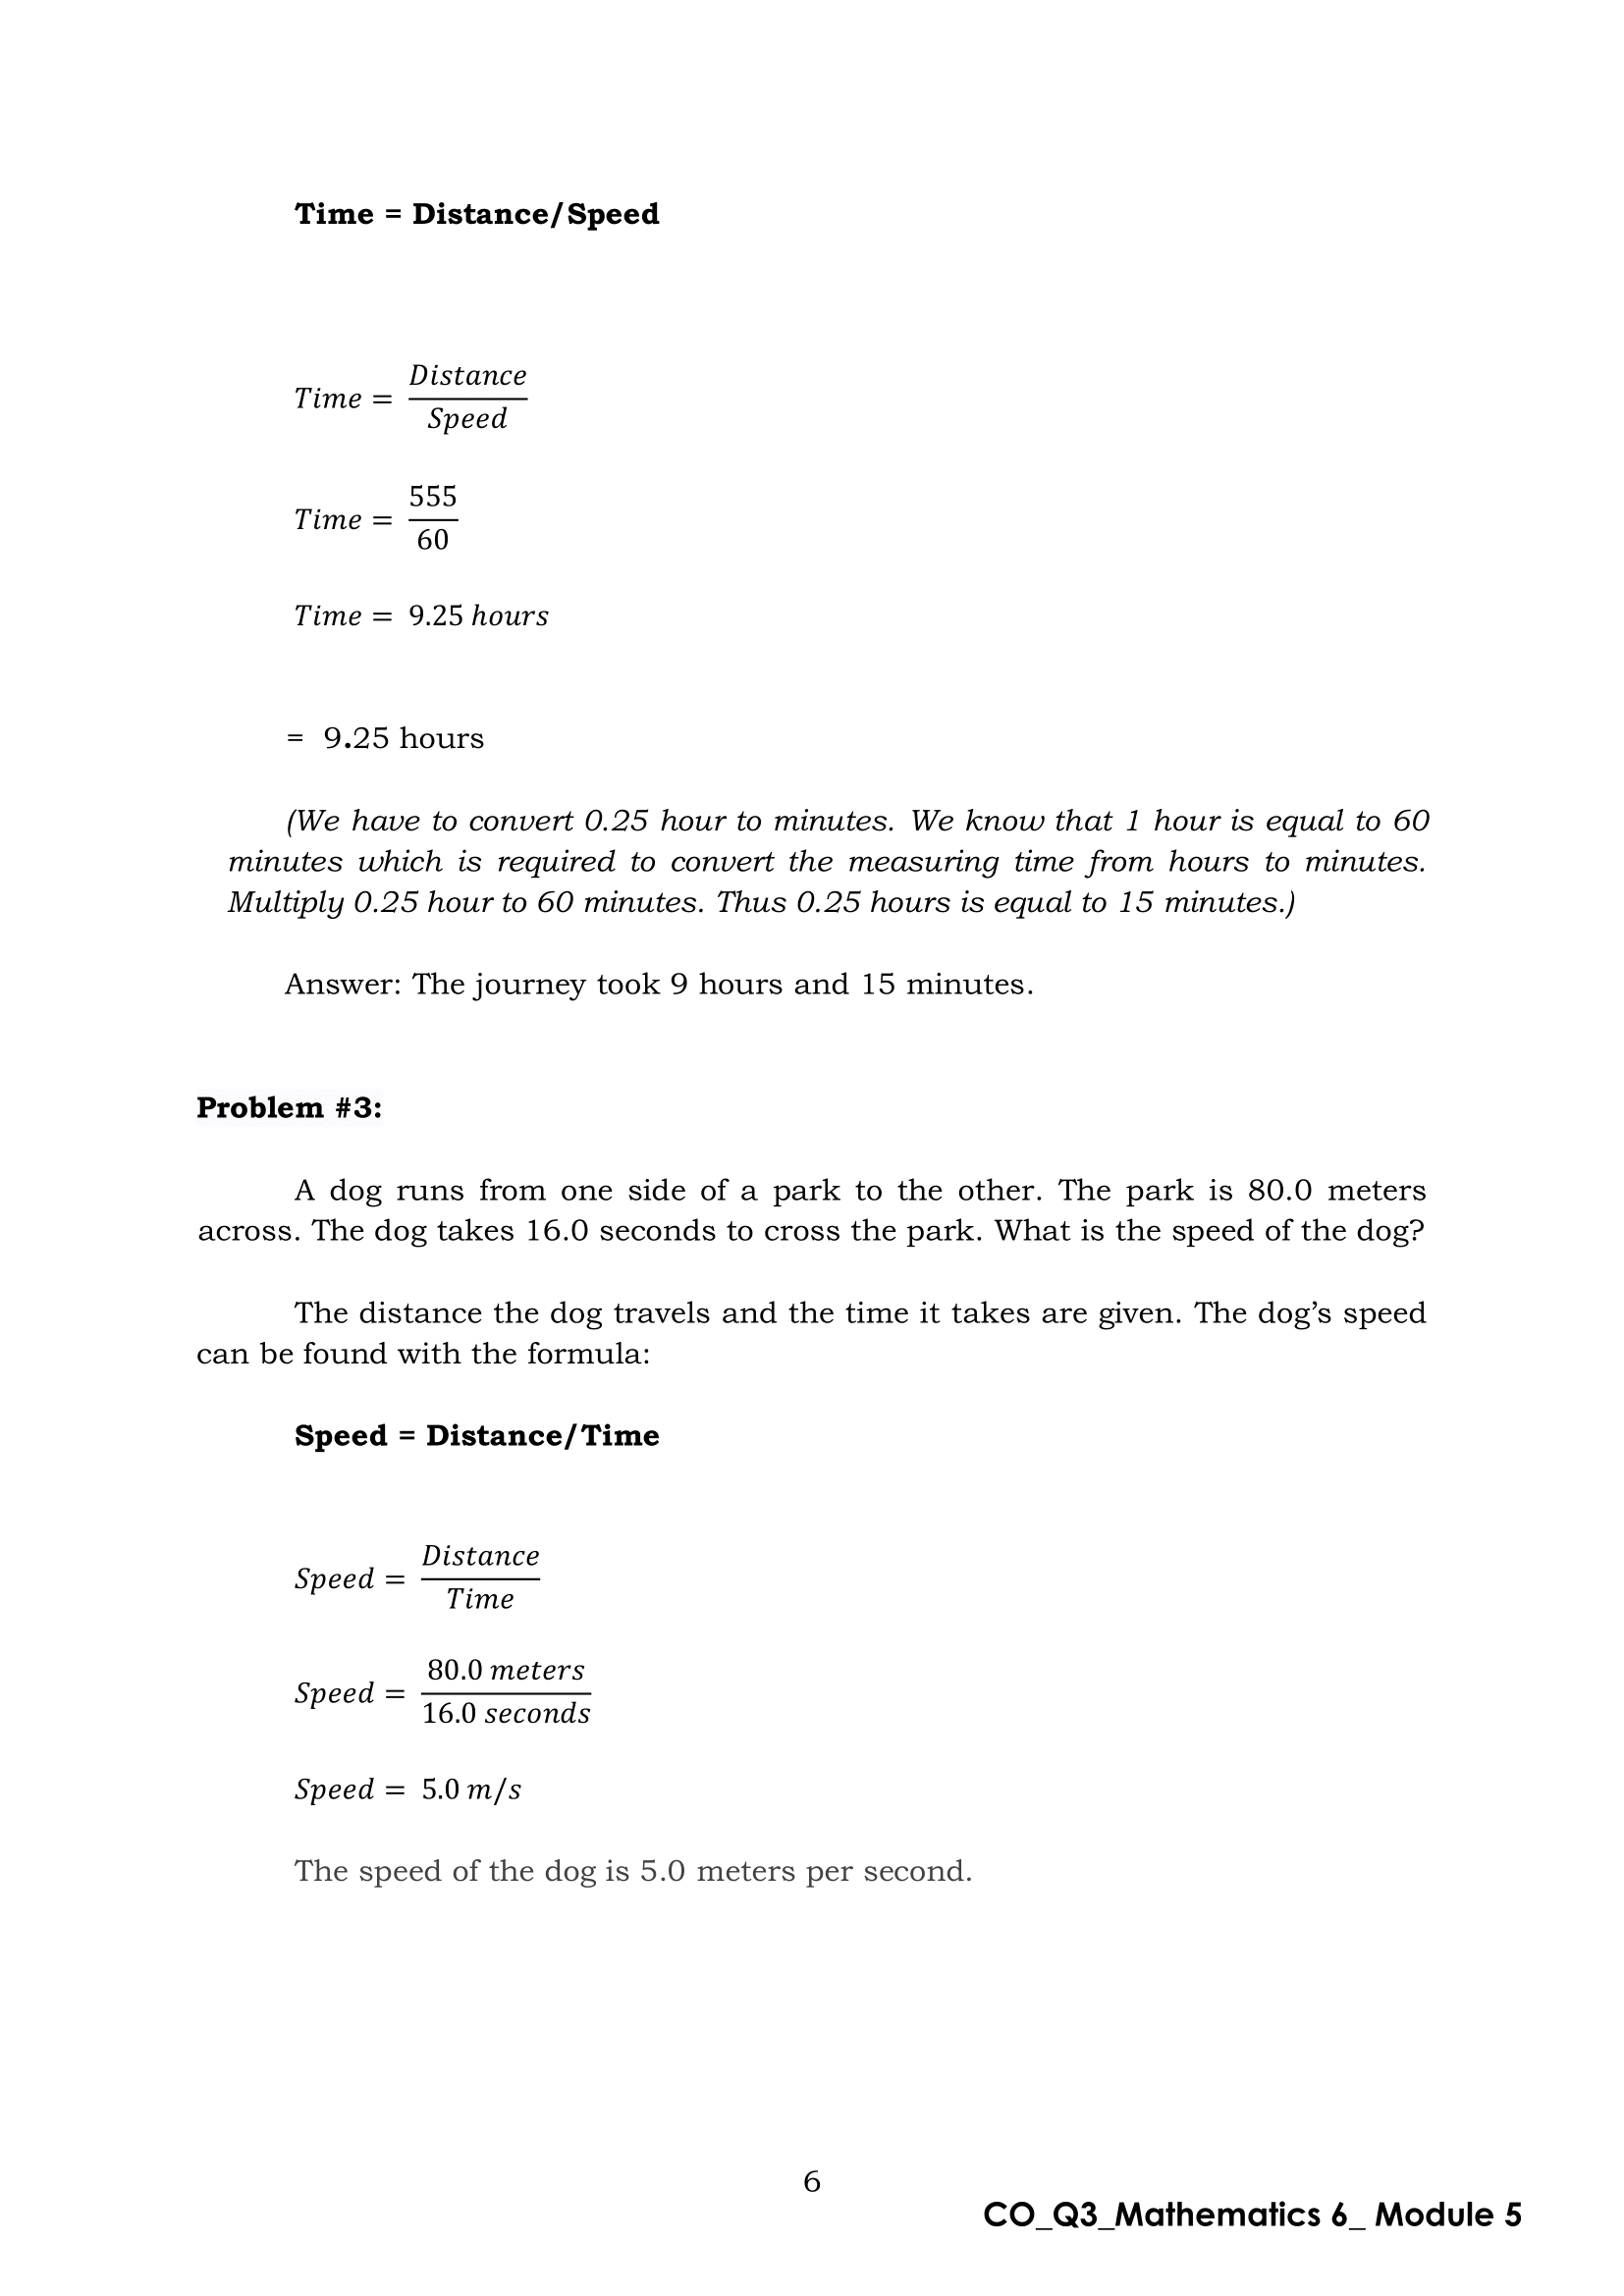 Time = Distance/Speed
Time = Distance / Speed
Time = 555 / 60
Time = 9.25 hours
= 9.25 hours
(We have to convert 0.25 hour to minutes. We know that 1 hour is equal to 60
minutes which is required to convert the measuring time from hours to minutes.
Multiply 0.25 hour to 60 minutes. Thus 0.25 hours is equal to 15 minutes.)
Answer: The journey took 9 hours and 15 minutes.
Problem #3:
A dog runs from one side of a park to the other. The park is 80.0 meters
across. The dog takes 16.0 seconds to cross the park. What is the speed of the dog?
The distance the dog travels and the time it takes are given. The dog’s speed
can be found with the formula:
Speed = Distance/Time
Speed = Distance / Time
Speed = 80.0 meters / 16.0 seconds
Speed = 5.0 m/s
The speed of the dog is 5.0 meters per second.
6
CO_Q3_Mathematics 6_ Module 5